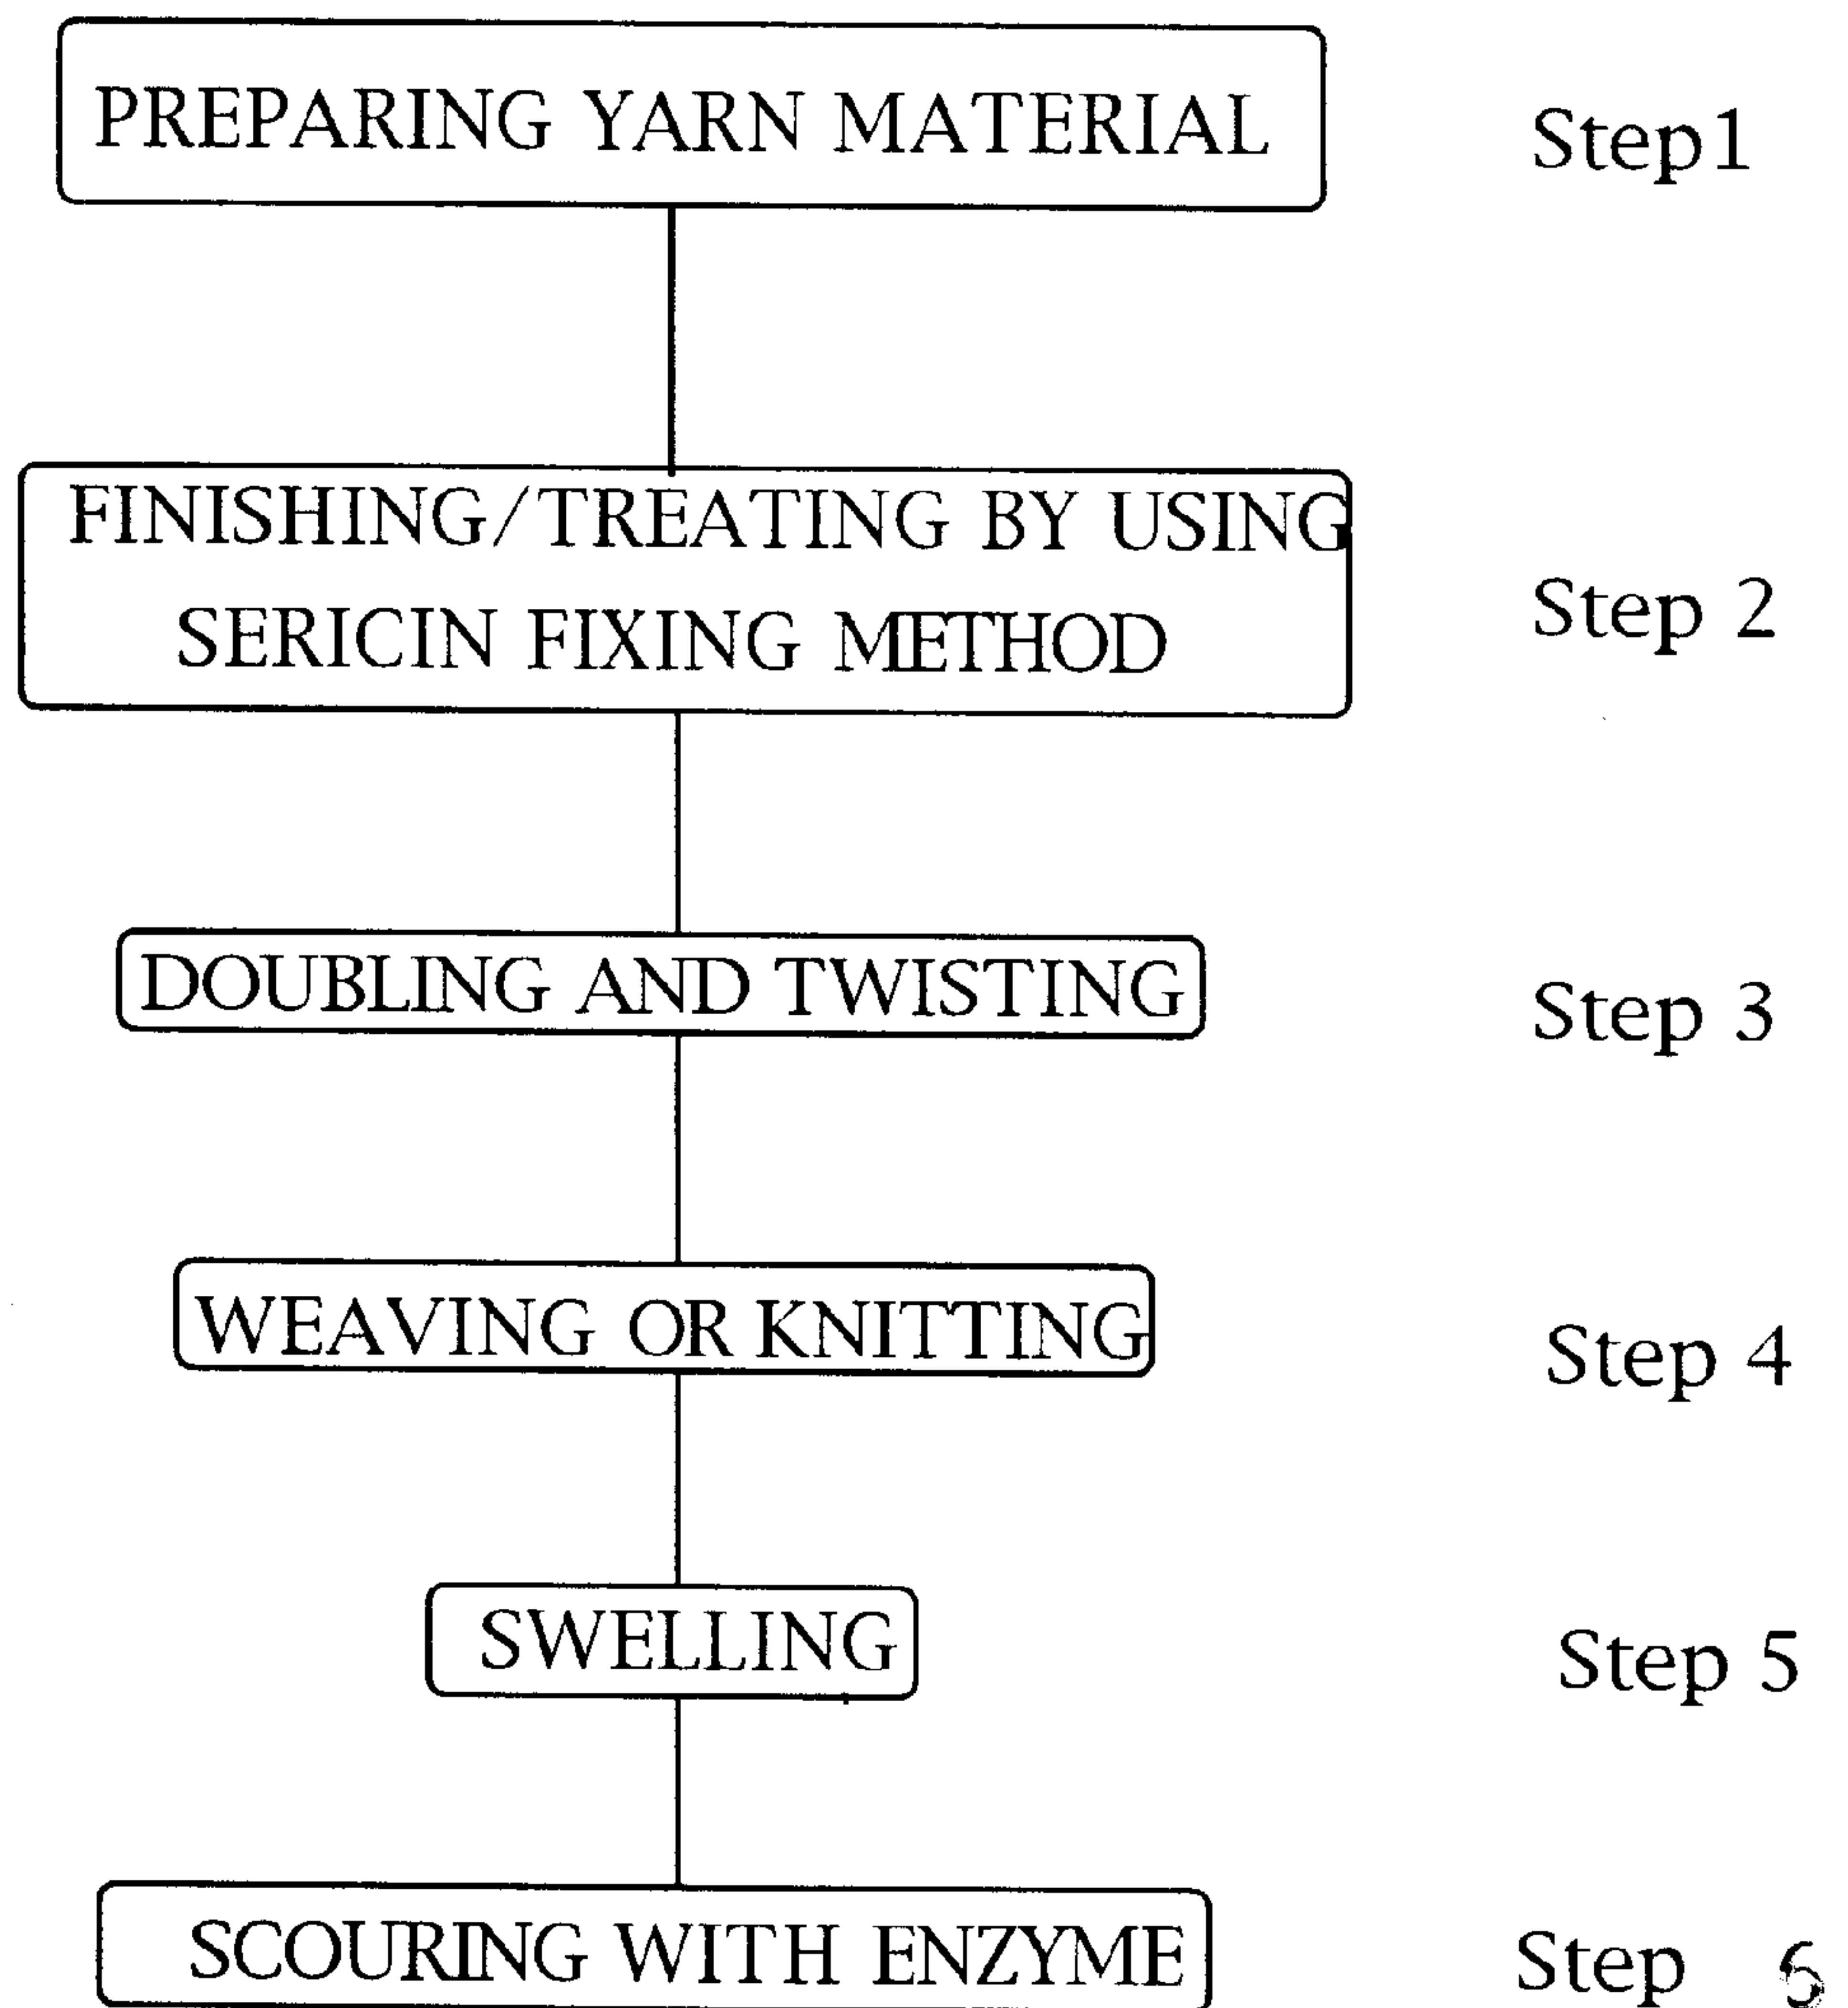 PREPARING YARN MATERIAL
Step1
FINISHING/TREATING BY USING
SERICIN FIXING METHOD
Step 2
DOUBLING AND TWISTING
Step 3
WEAVING OR KNITTING
Step 4
SWELLING
Step 5
SCOURING WITH ENZYME
Step